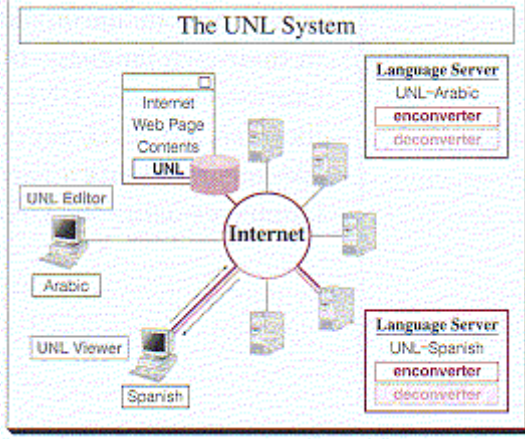 The UNL System
Internet
Web Page
Contents
UNL
Language Server
UNL-Arabic
enconverter
deconverter
UNL Editor
Internet
Arabic
UNL Viewer
Spanish
Language Server
UNL-Spanish
enconverter
deconverter